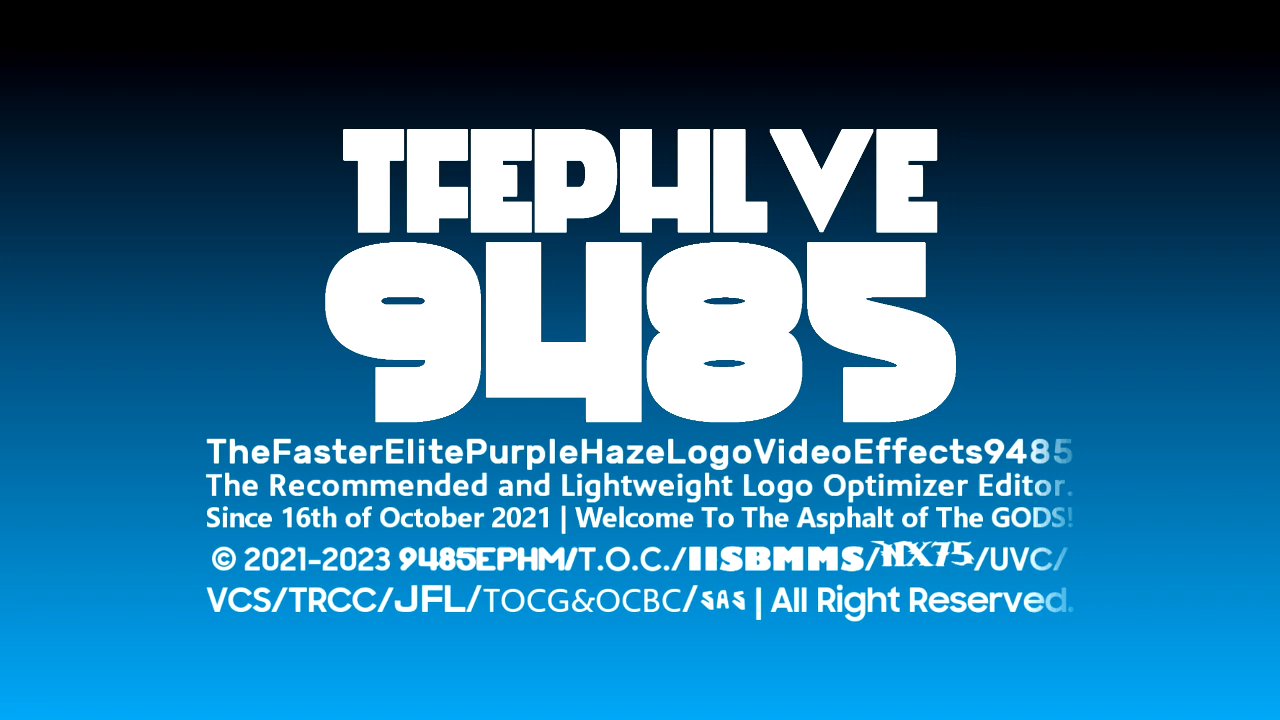 TFEPHLVE
9485
TheFasterElitePurpleHazeLogoVideoEffects9485
The Recommended and Lightweight Logo Optimizer Editor.
Since 16th of October 2021 | Welcome To The Asphalt of The GODS!
© 2021-2023 9485EPHM/T.O.C./IISBMMS/NX75/UVC/
VCS/TRCC/JFL/TOCG&OCBC/SAS | All Right Reserved.